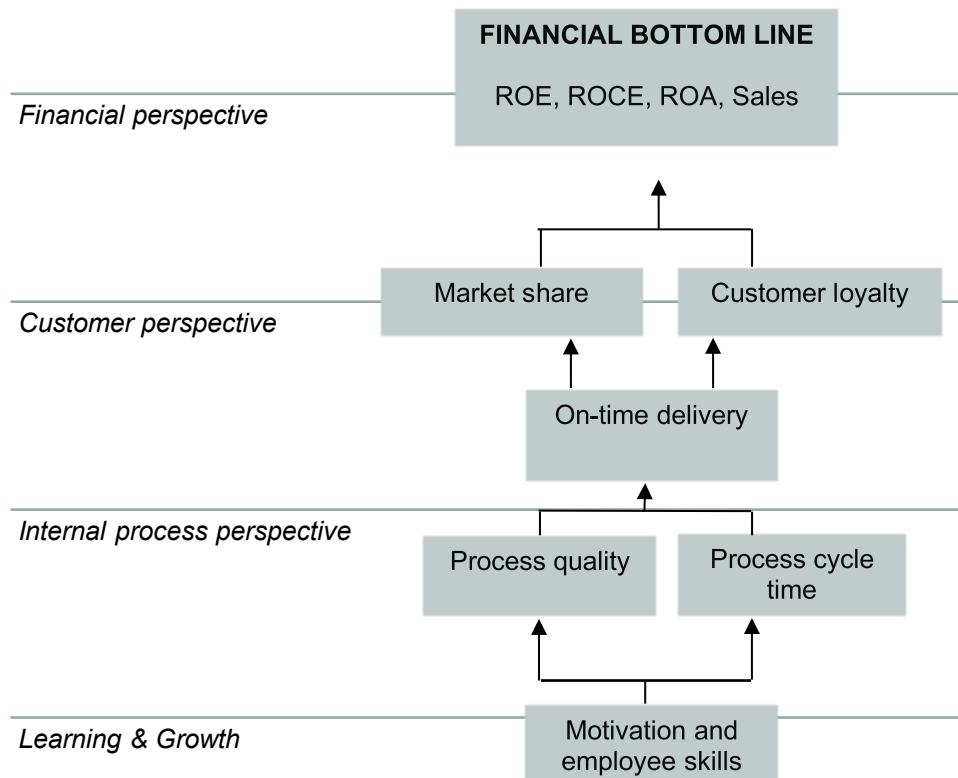 FINANCIAL BOTTOM LINE
ROE, ROCE, ROA, Sales
Financial perspective
Market share
Customer loyalty
Customer perspective
On-time delivery
Internal process perspective
Process quality
Process cycle
time
Learning & Growth
Motivation and
employee skills